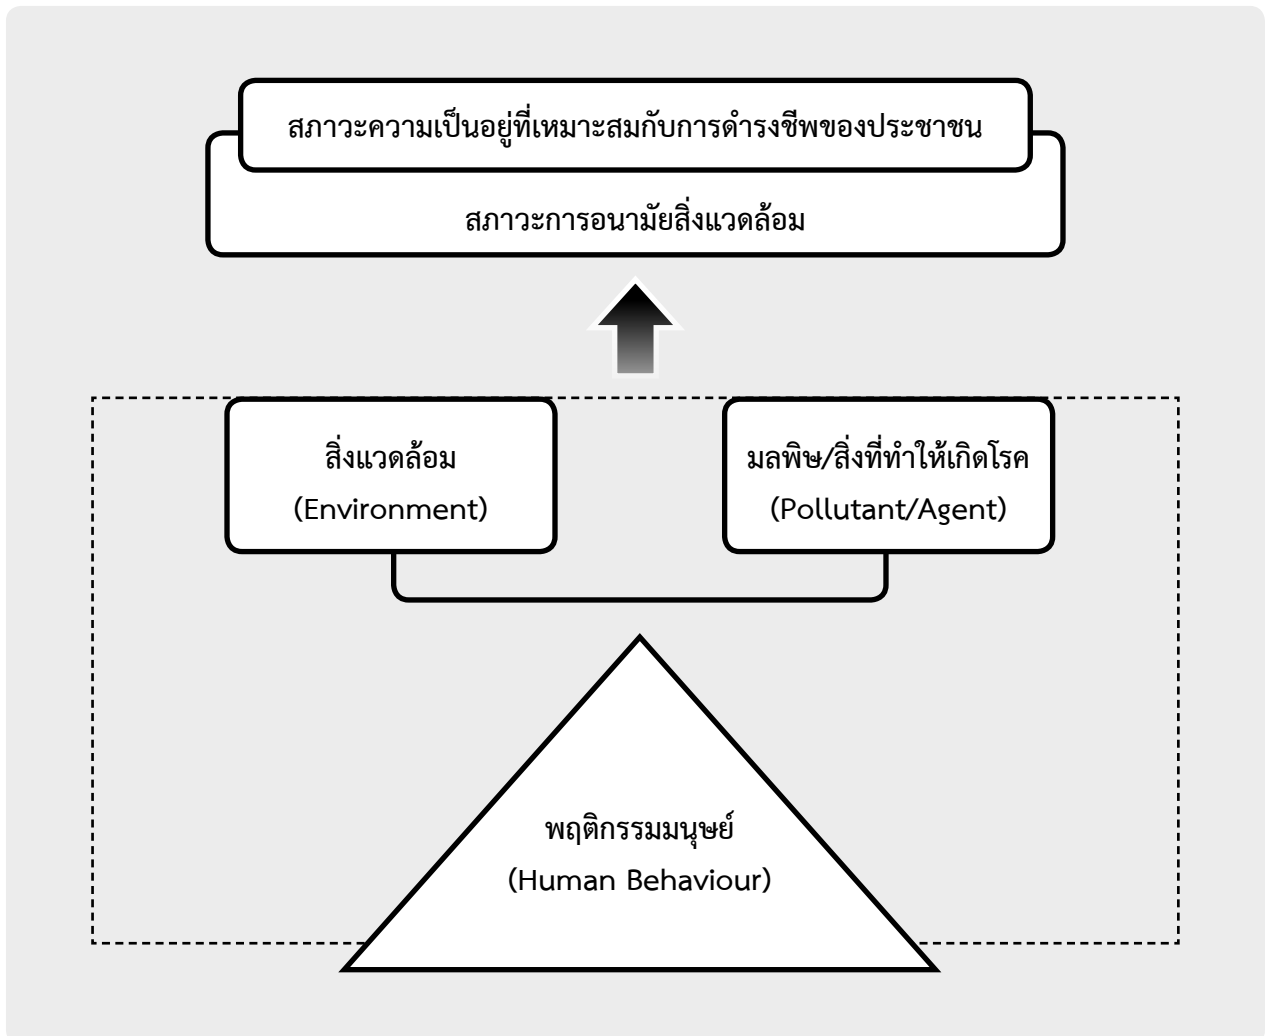 สภาวะความเป็นอยู่ที่เหมาะสมกับการดำรงชีพของประชาชน
สภาวะการอนามัยสิ่งแวดล้อม
สิ่งแวดล้อม
(Environment)
มลพิษ/สิ่งที่ทำให้เกิดโรค
(Pollutant/Agent)
พฤติกรรมมนุษย์
(Human Behaviour)